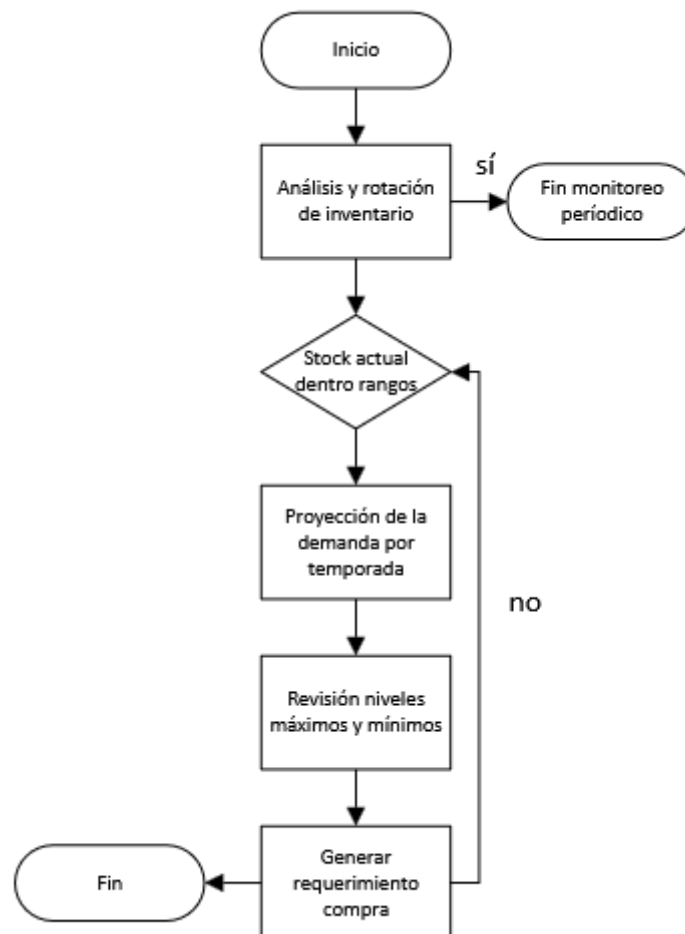 Inicio
Análisis y rotación
de inventario
sí
Fin monitoreo
períodico
Stock actual
dentro rangos
Proyección de la
demanda por
temporada
no
Revisión niveles
máximos y mínimos
Generar
requerimiento
compra
Fin